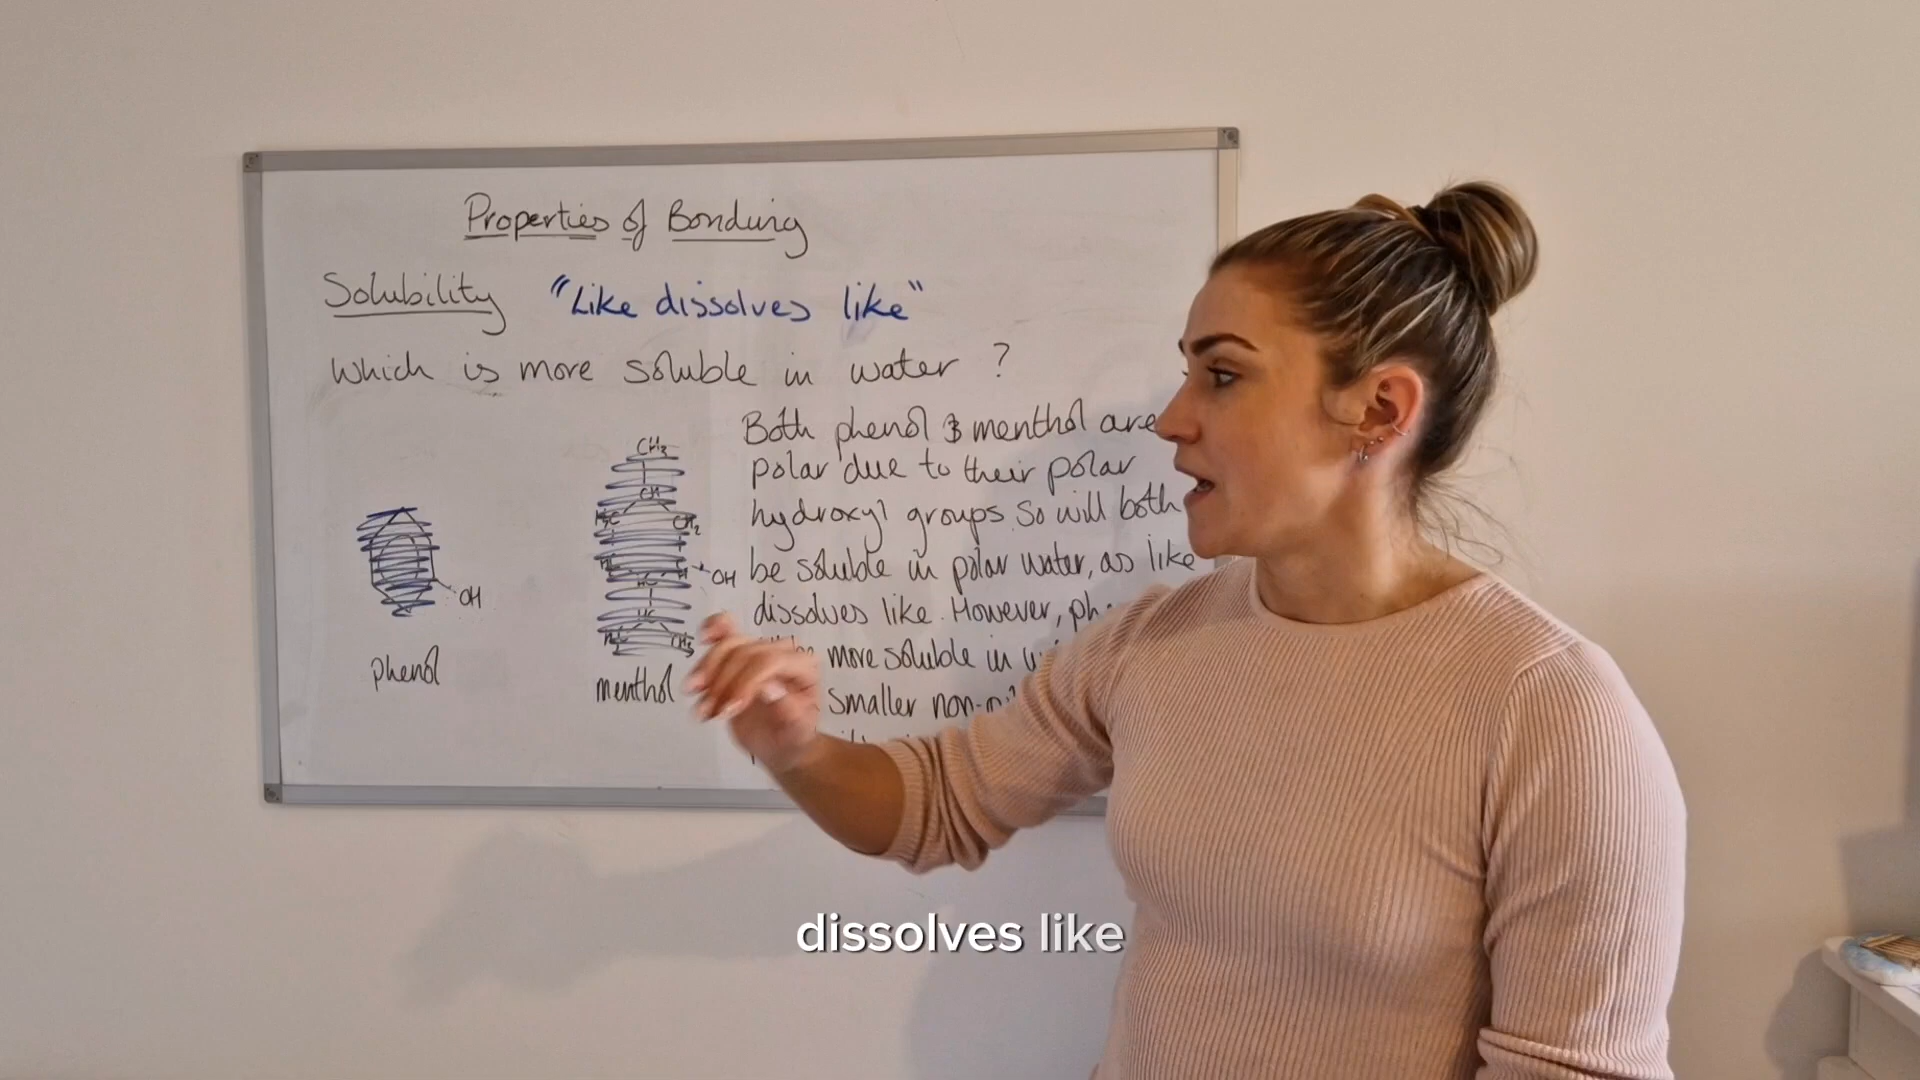 Properties of Bonding
Solubility "Like dissolves like"
Which is more soluble in water ?
CH3
CH
CH2
OH
phenol
OH
menthol
Both phenol & menthol are
polar due to their polar
hydroxyl groups. So will both
be soluble in polar water, as like
dissolves like. However,
more soluble in
smaller
dissolves like